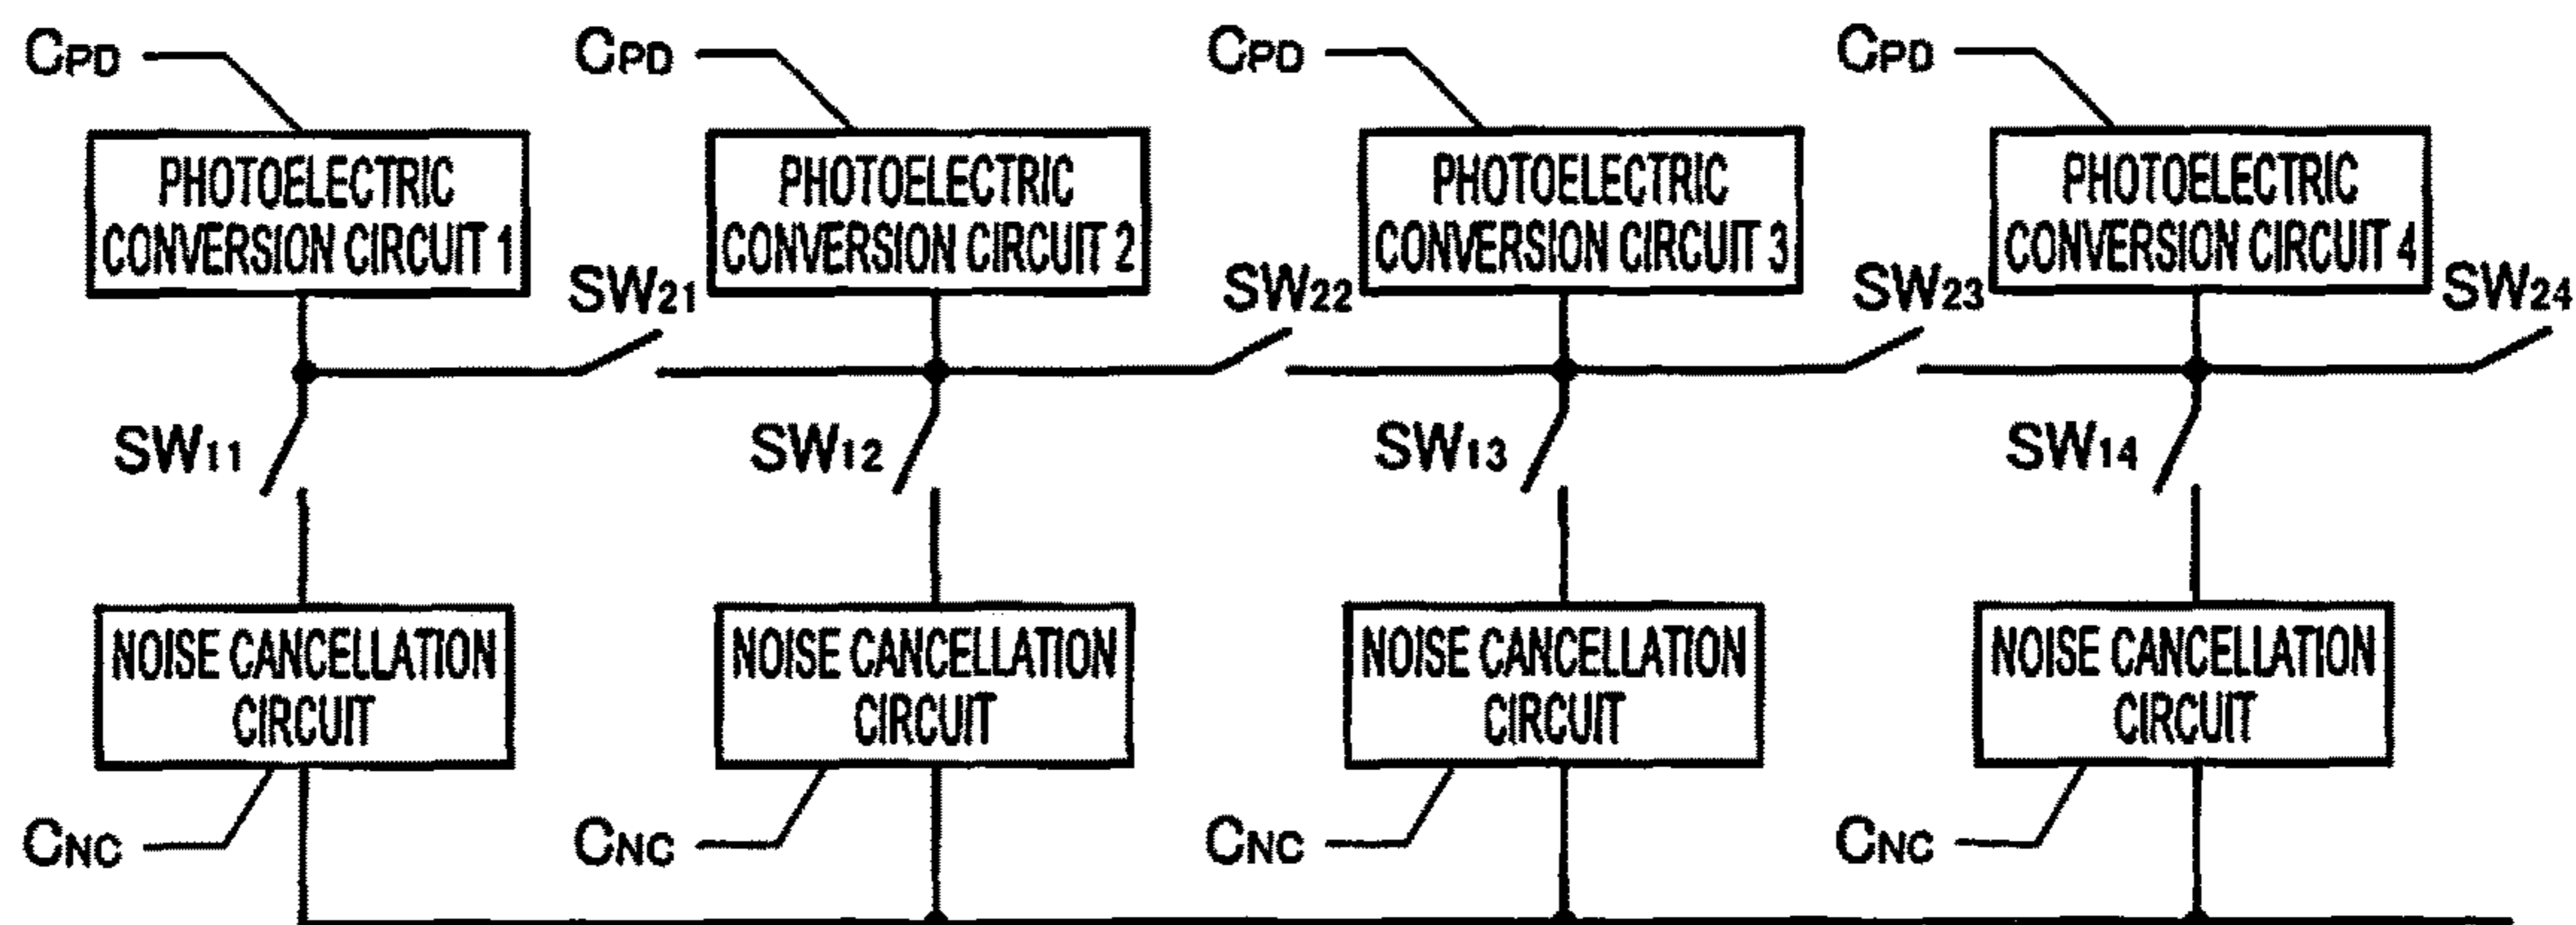 CPD CPD CPD CPD
PHOTOELECTRIC
CONVERSION CIRCUIT 1
PHOTOELECTRIC
CONVERSION CIRCUIT 2
PHOTOELECTRIC
CONVERSION CIRCUIT 3
PHOTOELECTRIC
CONVERSION CIRCUIT 4
SW21 SW22 SW23 SW24
SW11 SW12 SW13 SW14
NOISE CANCELLATION
CIRCUIT
NOISE CANCELLATION
CIRCUIT
NOISE CANCELLATION
CIRCUIT
NOISE CANCELLATION
CIRCUIT
CNC CNC CNC CNC